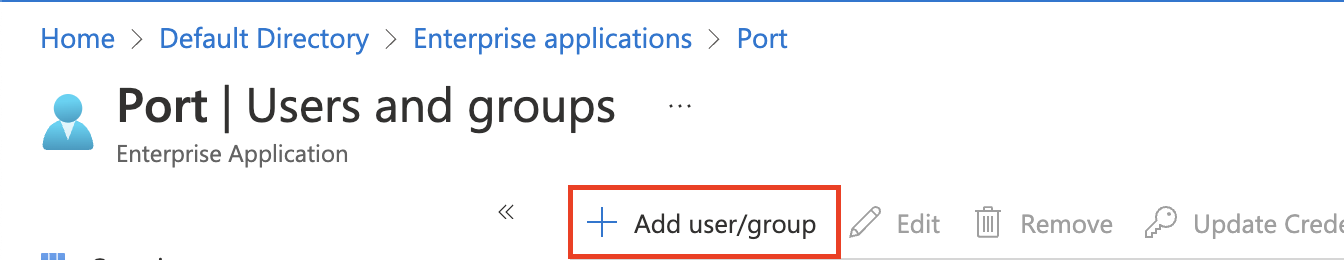 Home > Default Directory > Enterprise applications > Port
Port | Users and groups ...
Enterprise Application
« + Add user/group Edit Remove Update Crede